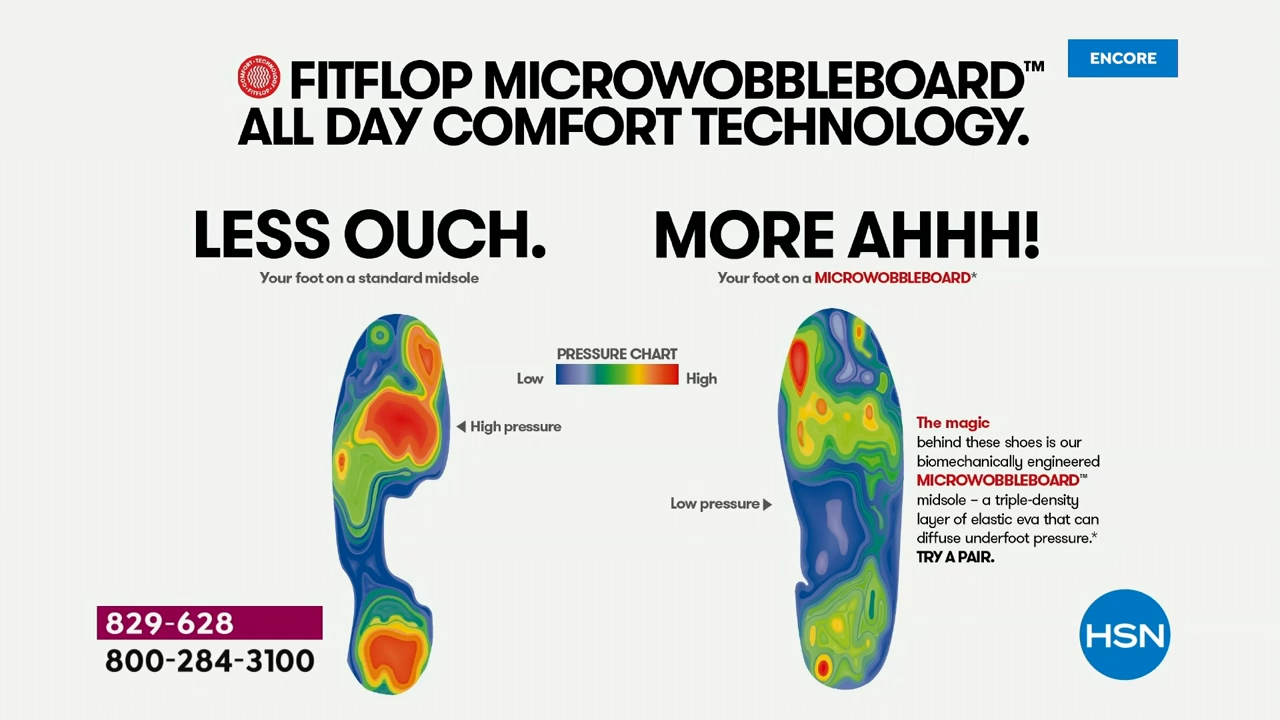 FITFLOP MICROWOBBLEBOARD™
ALL DAY COMFORT TECHNOLOGY.
ENCORE
LESS OUCH.
Your foot on a standard midsole
MORE AHHH!
Your foot on a MICROWOBBLEBOARD*
PRESSURE CHART
Low
High
High pressure
Low pressure
The magic
behind these shoes is our
biomechanically engineered
MICROWOBBLEBOARD™
midsole – a triple-density
layer of elastic eva that can
diffuse underfoot pressure.*
TRY A PAIR.
829-628
800-284-3100
HSN